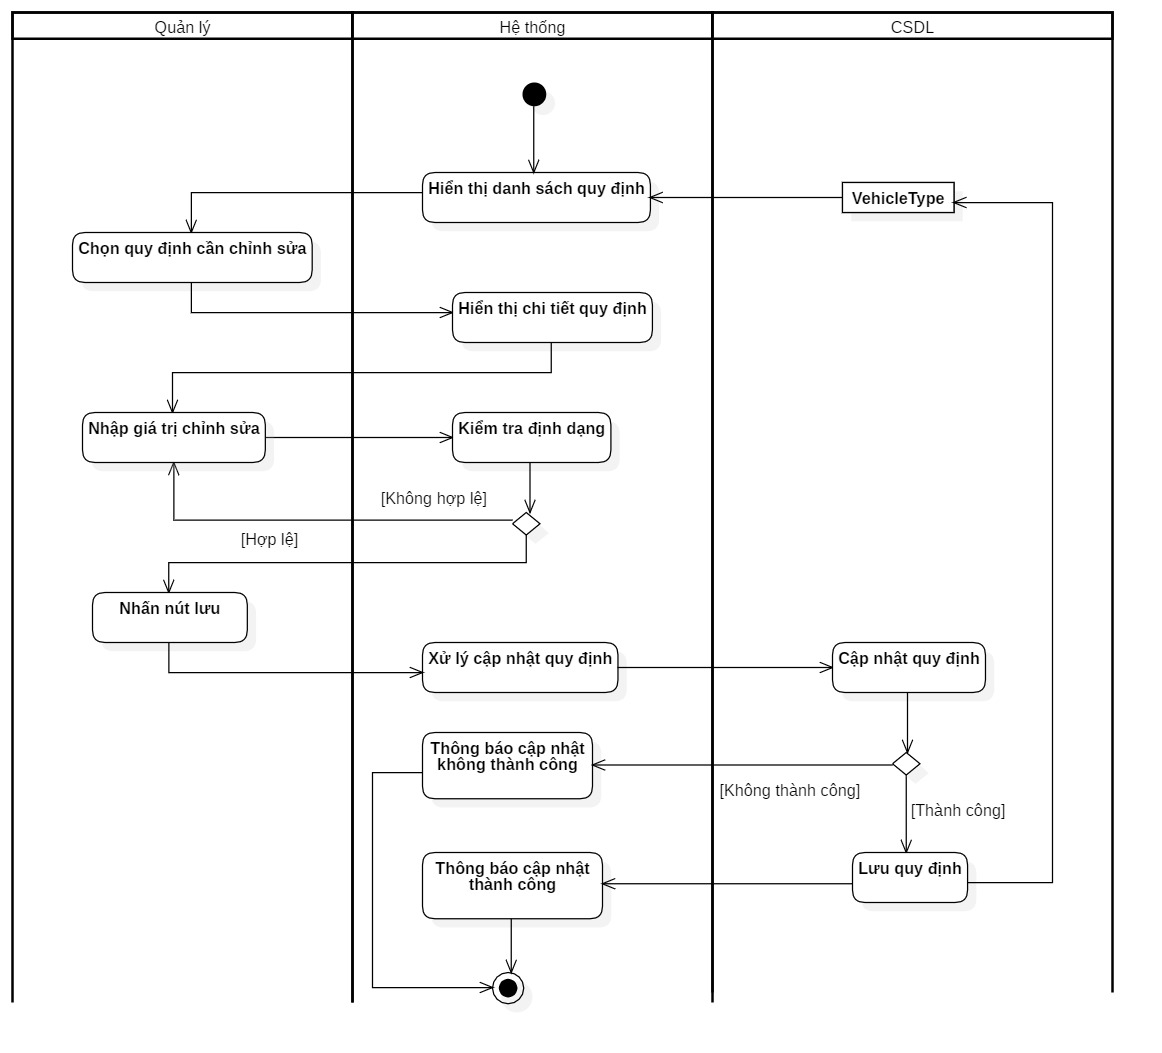 Quản lý
Hệ thống
CSDL
Hiển thị danh sách quy định
VehicleType
Chọn quy định cần chỉnh sửa
Hiển thị chi tiết quy định
Nhập giá trị chỉnh sửa
Kiểm tra định dạng
[Không hợp lệ]
[Hợp lệ]
Nhấn nút lưu
Xử lý cập nhật quy định
Cập nhật quy định
Thông báo cập nhật
không thành công
[Không thành công]
[Thành công]
Thông báo cập nhật
thành công
Lưu quy định